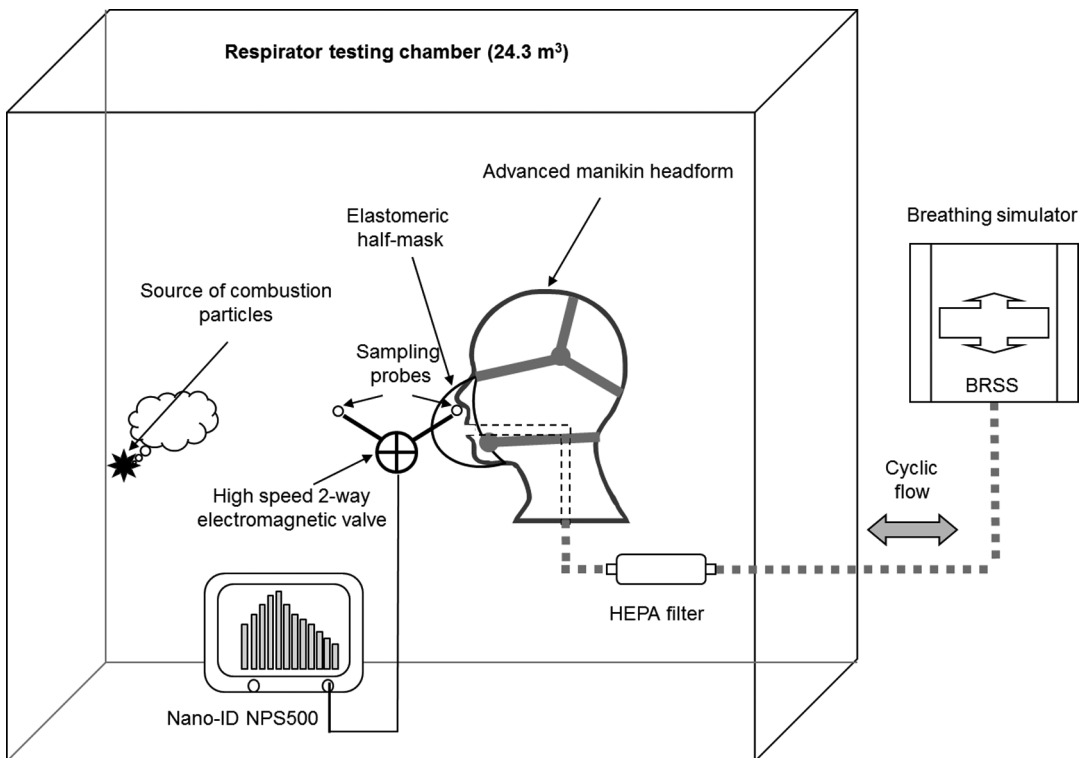 Respirator testing chamber (24.3 m³)
Advanced manikin headform
Elastomeric
half-mask
Breathing simulator
Source of combustion
particles
Sampling
probes
BRSS
High speed 2-way
electromagnetic valve
Cyclic
flow
HEPA filter
Nano-ID NPS500